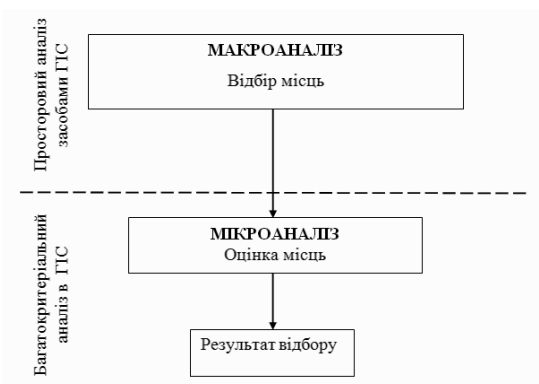 Просторовий аналіз
засобами ГІС
МАКРОАНАЛІЗ
Відбір місць
Багатокритеріальний
аналіз в ГІС
МІКРОАНАЛІЗ
Оцінка місць
Результат відбору